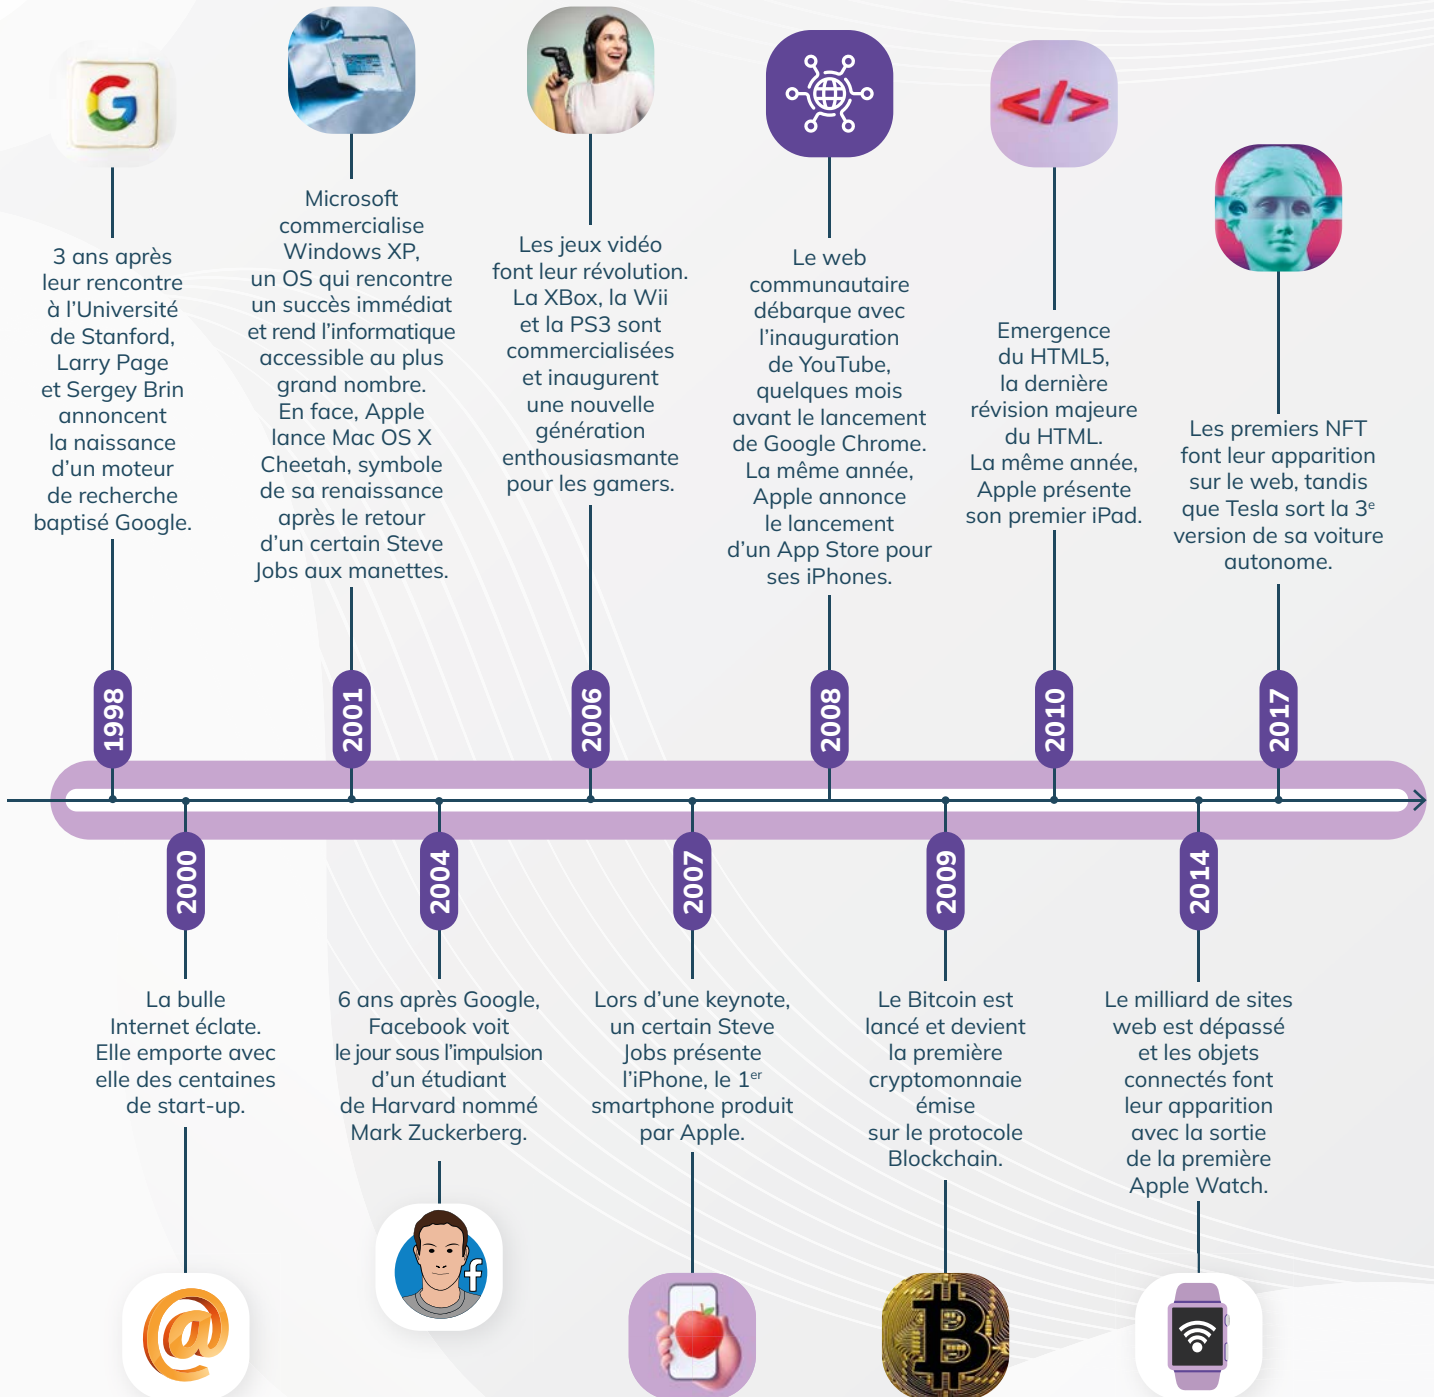 G
3 ans après
leur rencontre
à l’Université
de Stanford,
Larry Page
et Sergey Brin
annoncent
la naissance
d’un moteur
de recherche
baptisé Google.
1998
La bulle
Internet éclate.
Elle emporte avec
elle des centaines
de start-up.
2000
@
Microsoft
commercialise
Windows XP,
un OS qui rencontre
un succès immédiat
et rend l’informatique
accessible au plus
grand nombre.
En face, Apple
lance Mac OS X
Cheetah, symbole
de sa renaissance
après le retour
d’un certain Steve
Jobs aux manettes.
2001
2004
6 ans après Google,
Facebook voit
le jour sous l’impulsion
d’un étudiant
de Harvard nommé
Mark Zuckerberg.
f
Les jeux vidéo
font leur révolution.
La XBox, la Wii
et la PS3 sont
commercialisées
et inaugurent
une nouvelle
génération
enthousiasmante
pour les gamers.
2006
2007
Lors d’une keynote,
un certain Steve
Jobs présente
l’iPhone, le 1er
smartphone produit
par Apple.
Le web
communautaire
débarque avec
l’inauguration
de YouTube,
quelques mois
avant le lancement
de Google Chrome.
La même année,
Apple annonce
le lancement
d’un App Store pour
ses iPhones.
2008
2009
Le Bitcoin est
lancé et devient
la première
cryptomonnaie
émise
sur le protocole
Blockchain.
</>
Emergence
du HTML5,
la dernière
révision majeure
du HTML.
La même année,
Apple présente
son premier iPad.
2010
2014
Le milliard de sites
web est dépassé
et les objets
connectés font
leur apparition
avec la sortie
de la première
Apple Watch.
Les premiers NFT
font leur apparition
sur le web, tandis
que Tesla sort la 3e
version de sa voiture
autonome.
2017